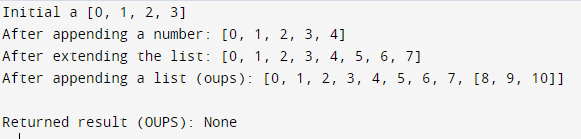 Initial a [0, 1, 2, 3]
After appending a number: [0, 1, 2, 3, 4]
After extending the list: [0, 1, 2, 3, 4, 5, 6, 7]
After appending a list (oups): [0, 1, 2, 3, 4, 5, 6, 7, [8, 9, 10]]
Returned result (OUPS): None